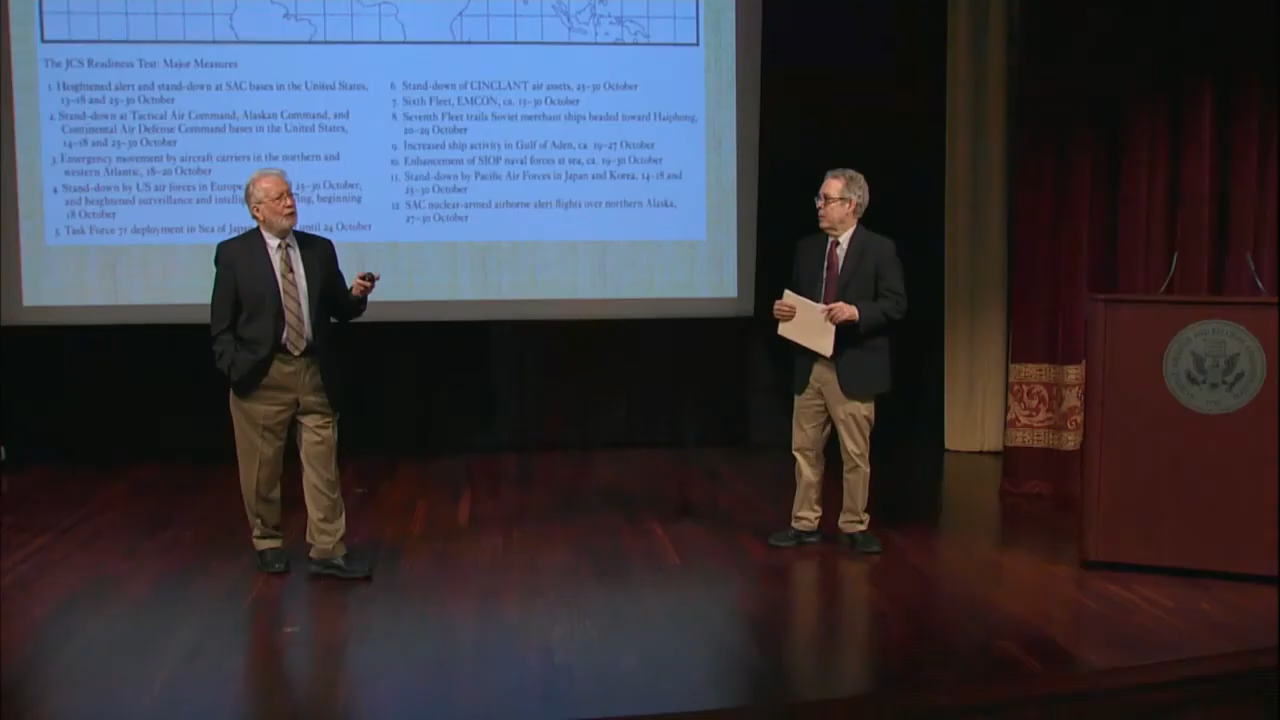 The JCS Readiness Test: Major Measures
1. Heightened alert and stand-down at SAC bases in the United States,
13–18 and 25–30 October
2. Stand-down at Tactical Air Command, Alaskan Command, and
Continental Air Defense Command bases in the United States,
14–18 and 25–30 October
3. Emergency movement by aircraft carriers in the northern and
western Atlantic, 18–20 October
4. Stand-down by US air forces in Europe 25–30 October,
and heightened surveillance and beginning
18 October
5. Task Force 71 deployment in Sea of until 24 October
6. Stand-down of CINCLANT air assets, 25–30 October
7. Sixth Fleet, EMCON, ca. 15–30 October
8. Seventh Fleet trails Soviet merchant ships headed toward Haiphong,
20–29 October
9. Increased ship activity in Gulf of Aden, ca. 19–27 October
10. Enhancement of SIOP naval forces at sea, ca. 19–30 October
11. Stand-down by Pacific Air Forces in Japan and Korea, 14–18 and
25–30 October
12. SAC nuclear-armed airborne alert flights over northern Alaska,
27–30 October